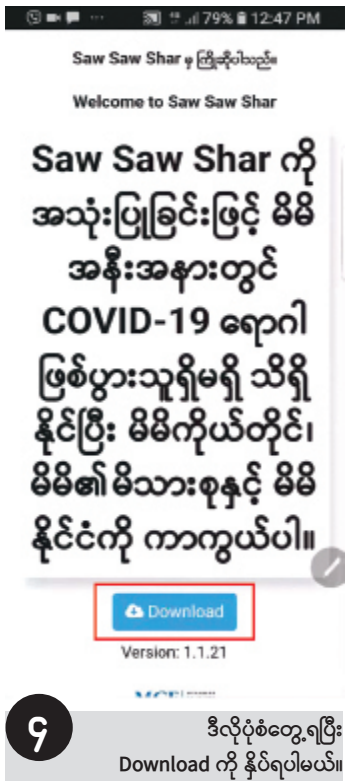 79% 12:47 PM
Saw Saw Shar မှ ကြိုဆိုပါသည်။
Welcome to Saw Saw Shar
Saw Saw Shar ကို
အသုံးပြုခြင်းဖြင့် မိမိ
အနီးအနားတွင်
COVID-19 ရောဂါ
ဖြစ်ပွားသူရှိမရှိ သိရှိ
နိုင်ပြီး မိမိကိုယ်တိုင်၊
မိမိ၏မိသားစုနှင့် မိမိ
နိုင်ငံကို ကာကွယ်ပါ။
Download
Version: 1.1.21
၄
ဒီလိုပုံစံတွေ့ရပြီး
Download ကို နှိပ်ရပါမယ်။